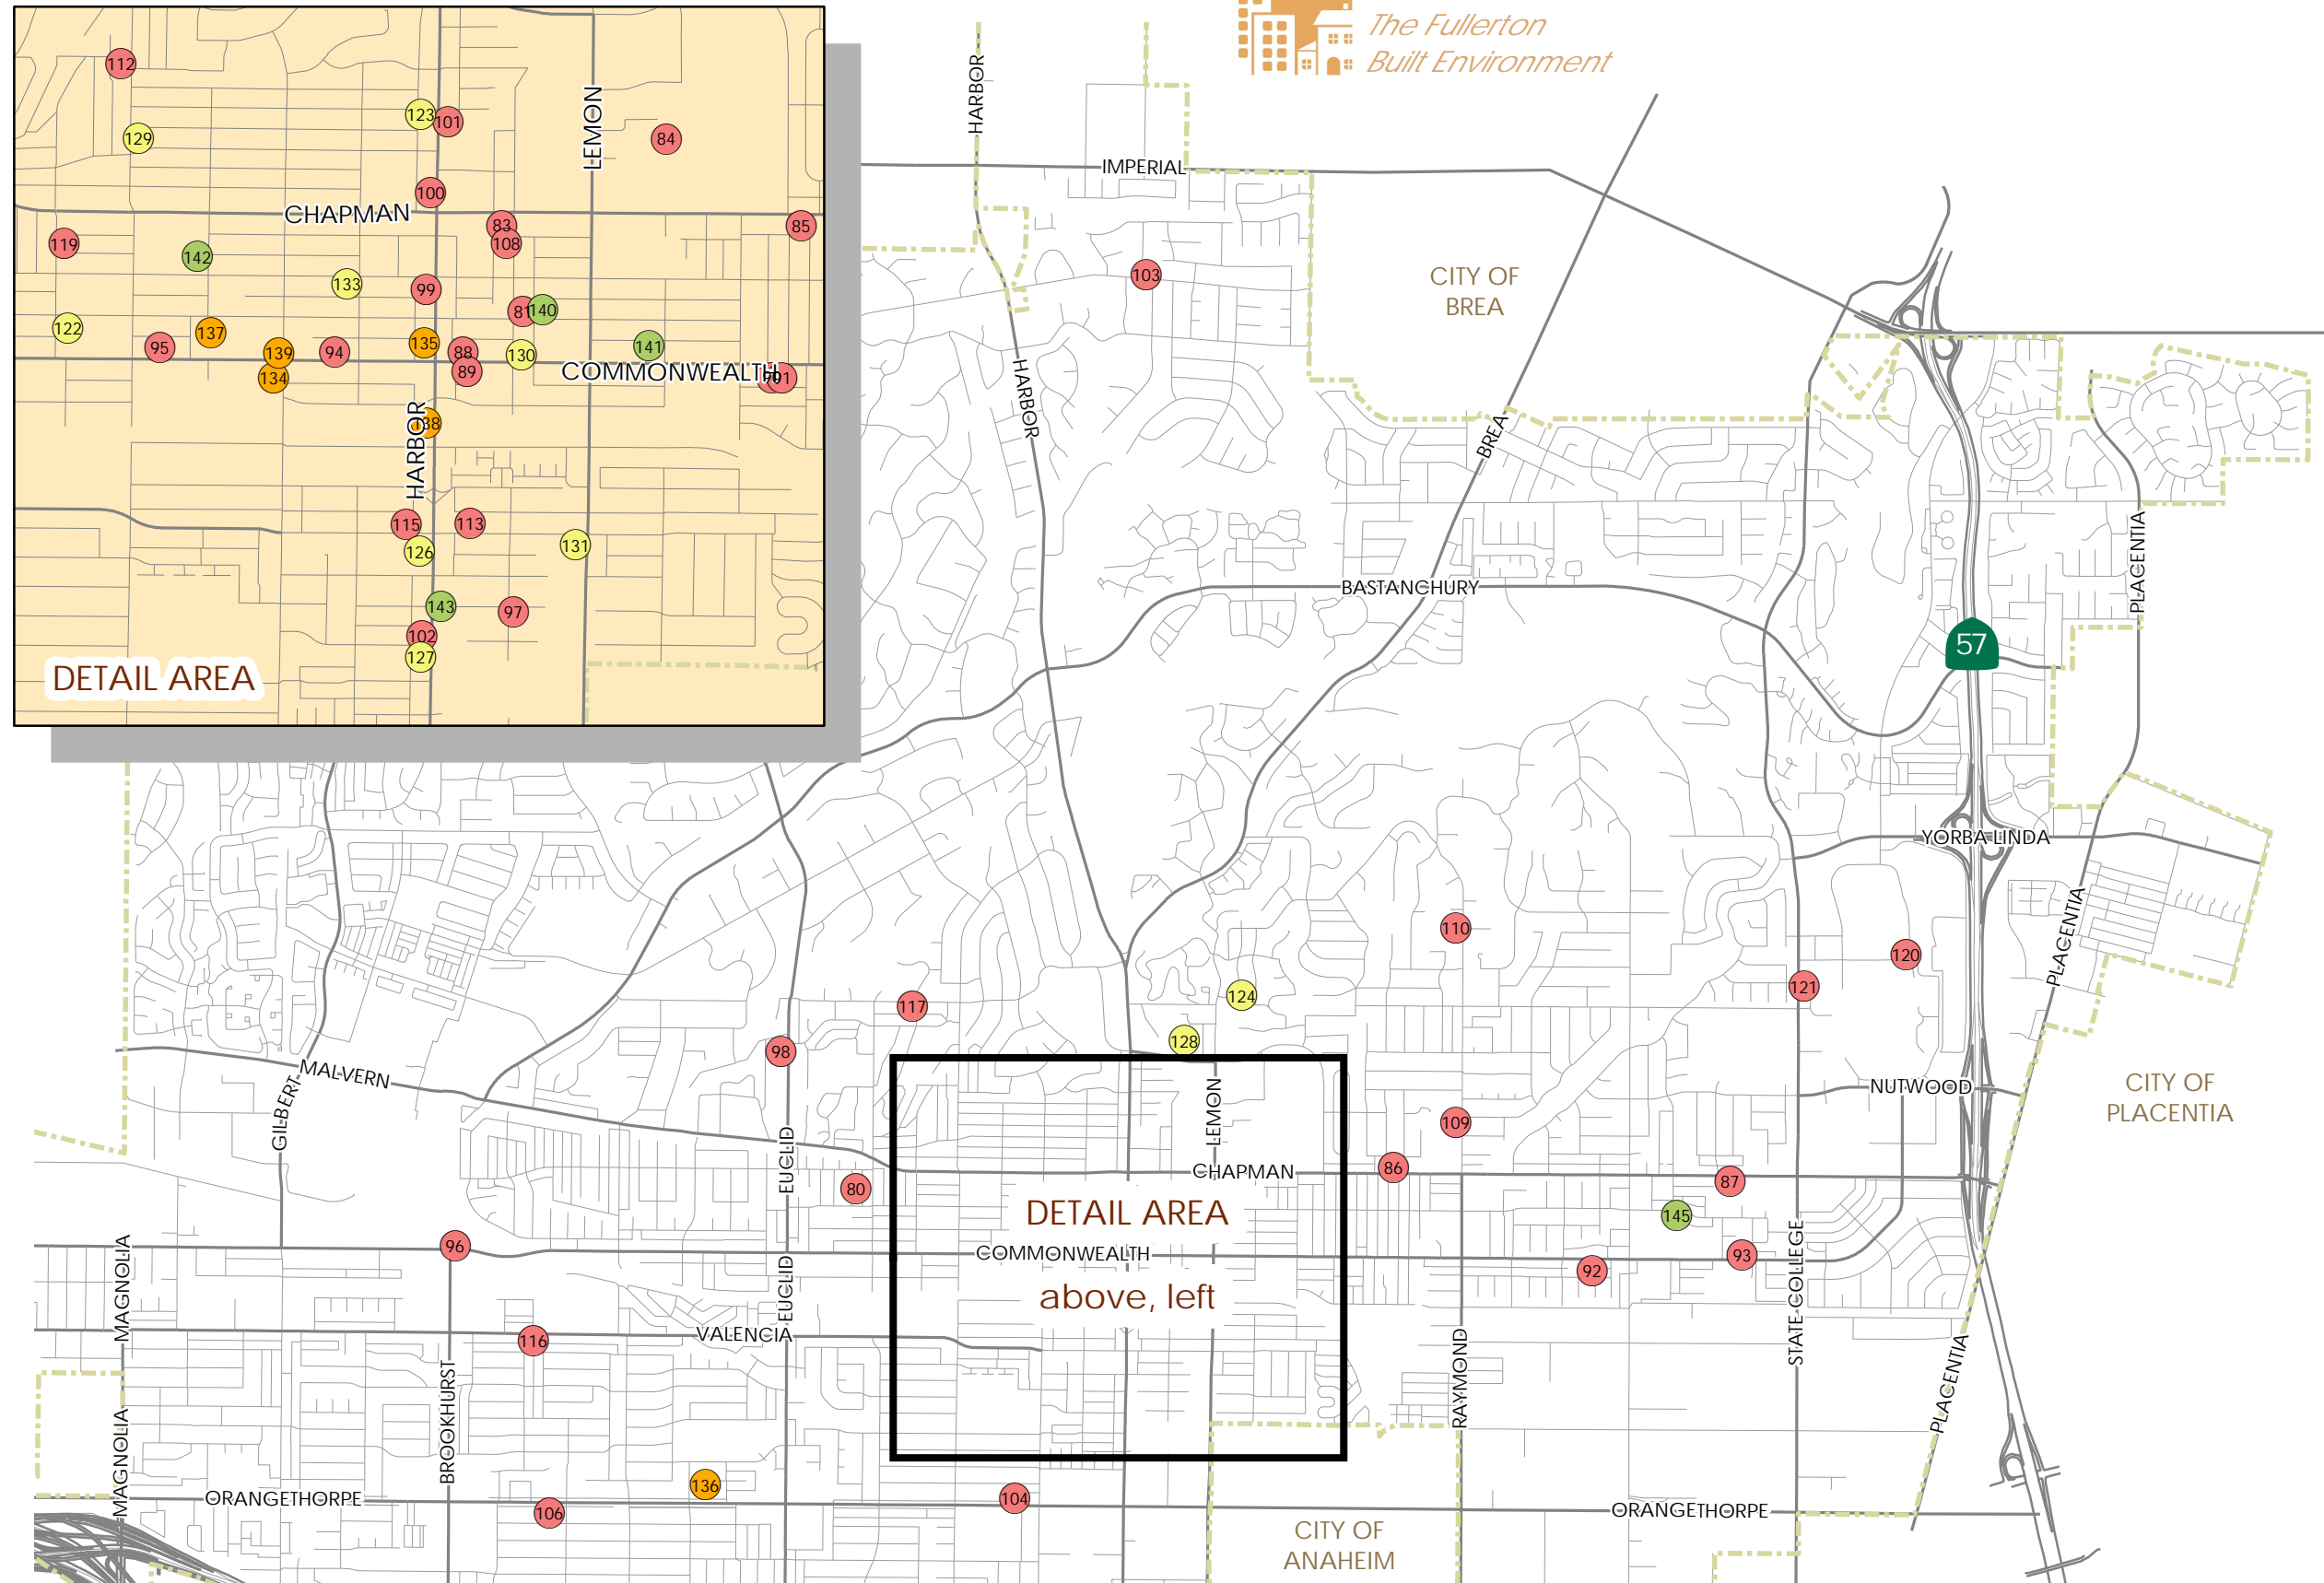 The Fullerton
Built Environment
112
123
101
129
84
LEMON
100
CHAPMAN
83
85
119
108
142
133
99
81
140
122
137
135
141
95
139
94
88
130
89
COMMONWEALTH
134
91
138
HARBOR
115
113
126
131
143
97
102
127
DETAIL AREA
HARBOR
IMPERIAL
103
CITY OF
BREA
HARBOR
BREA
BASTANCHURY
PLACENTIA
57
YORBA LINDA
110
PLACENTIA
120
121
124
117
128
98
MALVERN
GILBERT
NUTWOOD
CITY OF
PLACENTIA
LEMON
109
EUCLID
CHAPMAN
86
80
87
DETAIL AREA
145
96
COMMONWEALTH
93
92
MAGNOLIA
EUCLID
STATE COLLEGE
above, left
VALENCIA
116
RAYMOND
BROOKHURST
PLACENTIA
MAGNOLIA
136
ORANGETHORPE
104
106
ORANGETHORPE
CITY OF
ANAHEIM